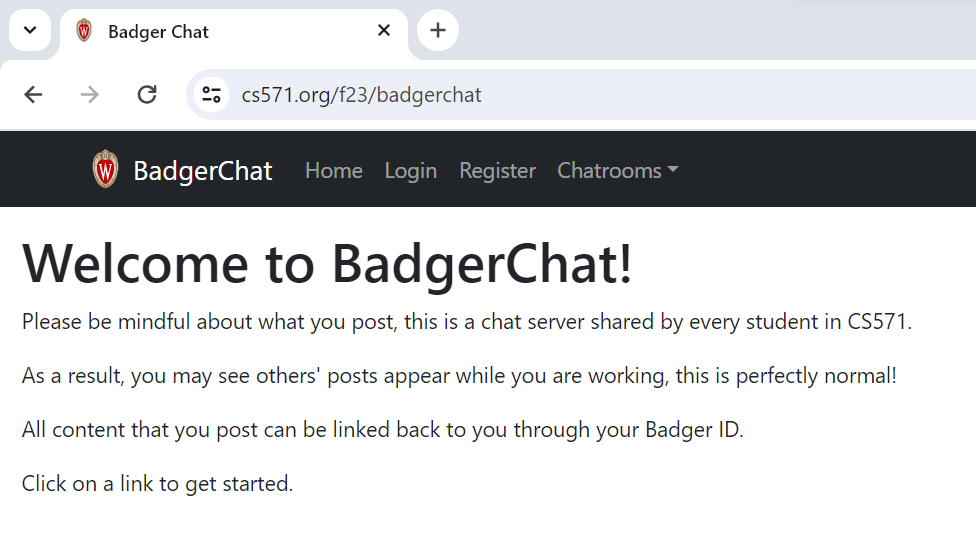 Badger Chat
cs571.org/f23/badgerchat
W BadgerChat Home Login Register Chatrooms
Welcome to BadgerChat!
Please be mindful about what you post, this is a chat server shared by every student in CS571.
As a result, you may see others' posts appear while you are working, this is perfectly normal!
All content that you post can be linked back to you through your Badger ID.
Click on a link to get started.